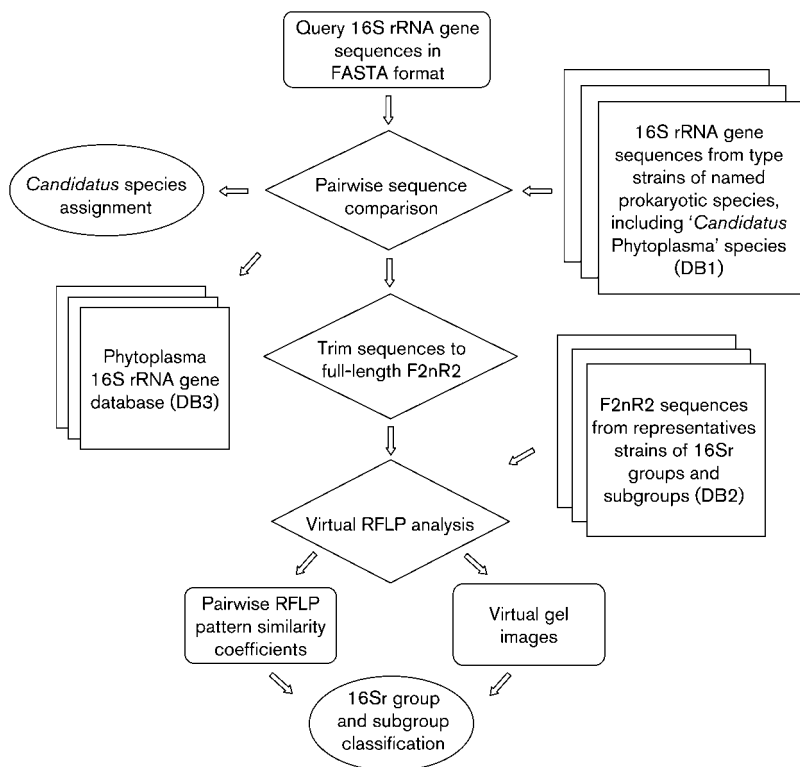 Query 16S rRNA gene
sequences in
FASTA format
16S rRNA gene
sequences from type
strains of named
prokaryotic species,
including ‘Candidatus
Phytoplasma’ species
(DB1)
Pairwise sequence
comparison
Candidatus species
assignment
Phytoplasma
16S rRNA gene
database (DB3)
Trim sequences to
full-length F2nR2
F2nR2 sequences
from representatives
strains of 16Sr
groups and
subgroups (DB2)
Virtual RFLP analysis
Pairwise RFLP
pattern similarity
coefficients
Virtual gel
images
16Sr group
and subgroup
classification